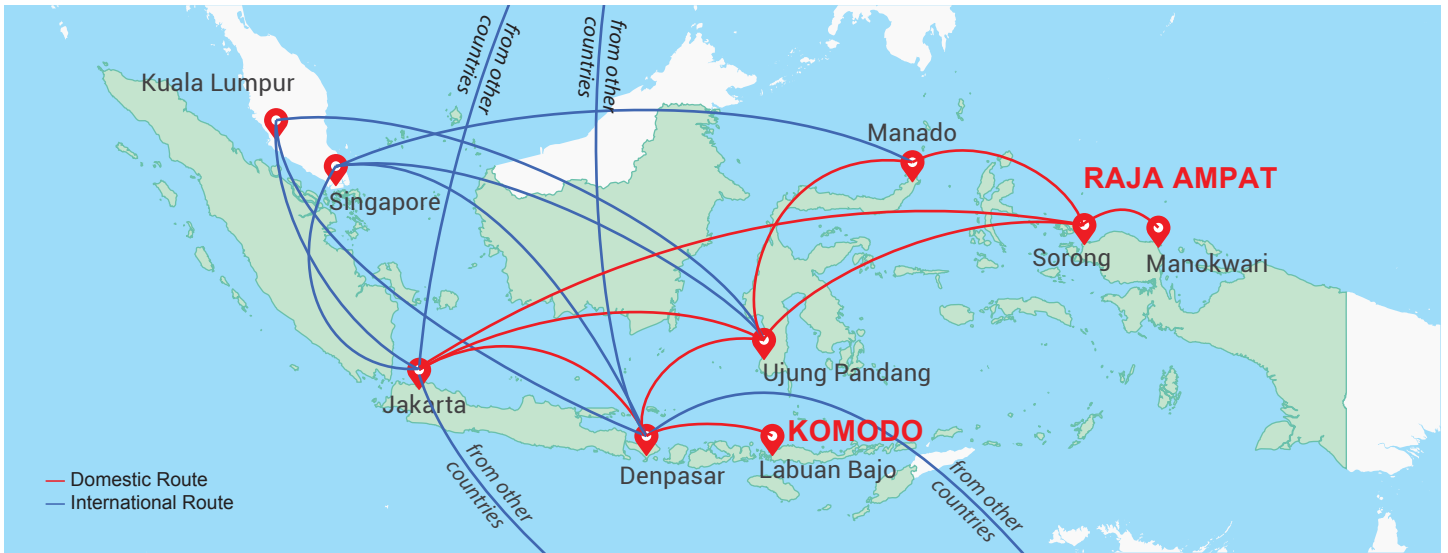 from other
countries
from other
countries
Kuala Lumpur
Singapore
Manado
RAJA AMPAT
Sorong
Manokwari
Ujung Pandang
Jakarta
KOMODO
Denpasar
Labuan Bajo
from other
countries
from other
countries
Domestic Route
International Route